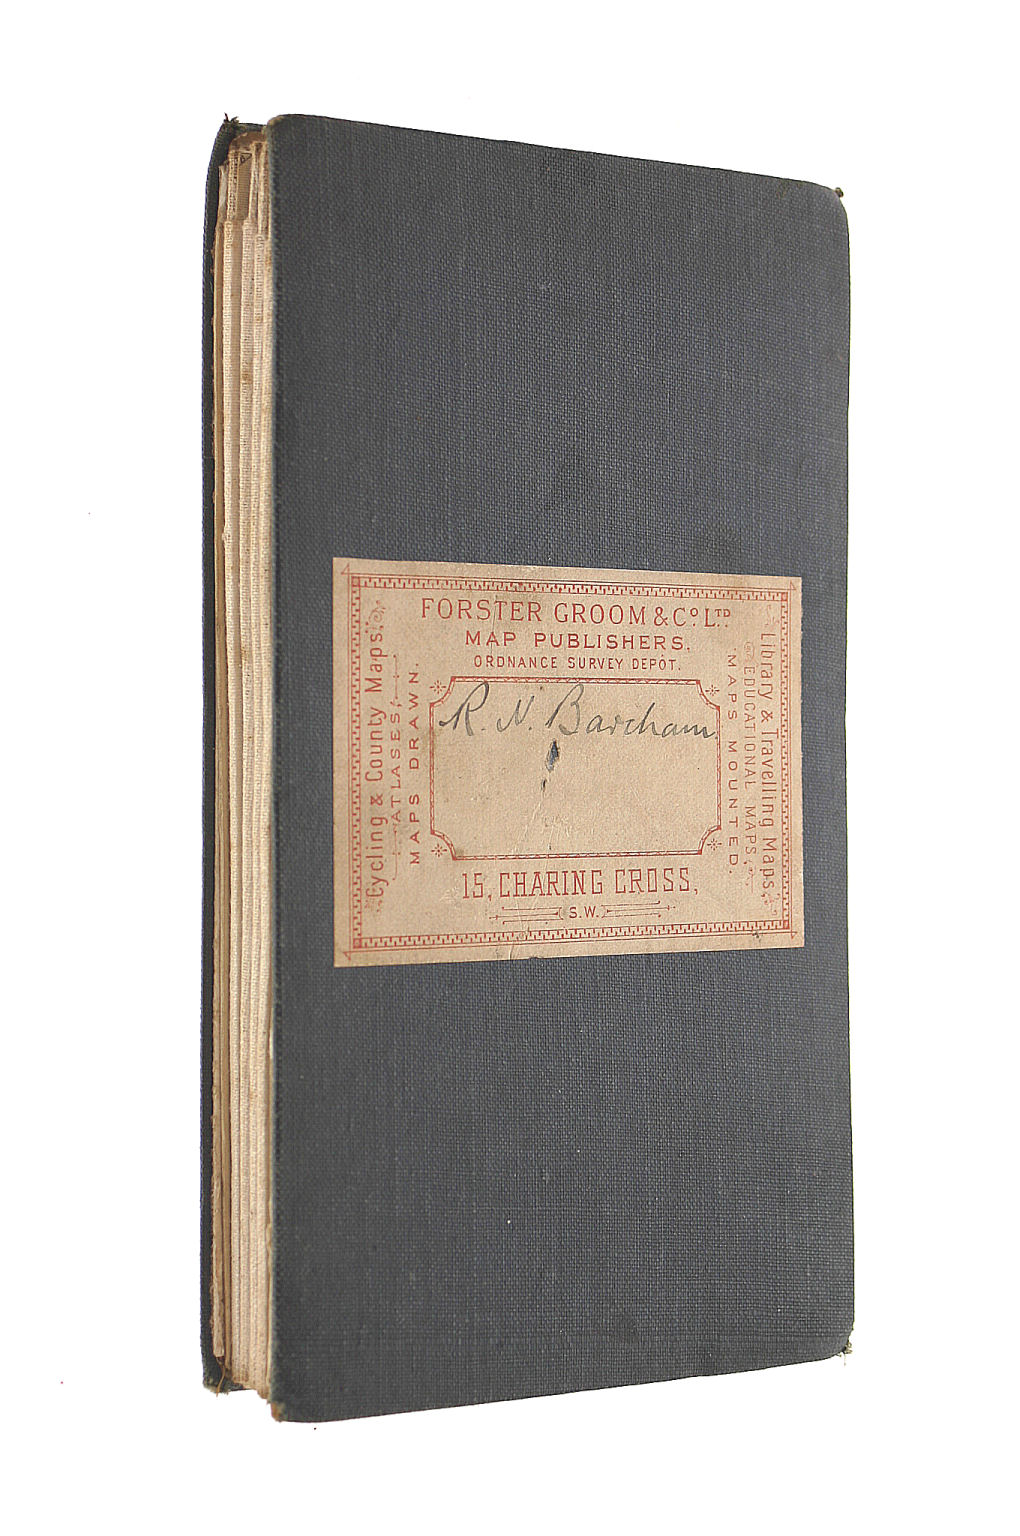 FORSTER GROOM & Cº LTD
MAP PUBLISHERS.
ORDNANCE SURVEY DEPÔT.
Cycling & County Maps.
ATLASES,
MAPS DRAWN.
R. N. Barcham.
MAPS MOUNTED.
EDUCATIONAL MAPS,
Library & Travelling Maps,
15, CHARING CROSS,
S.W.